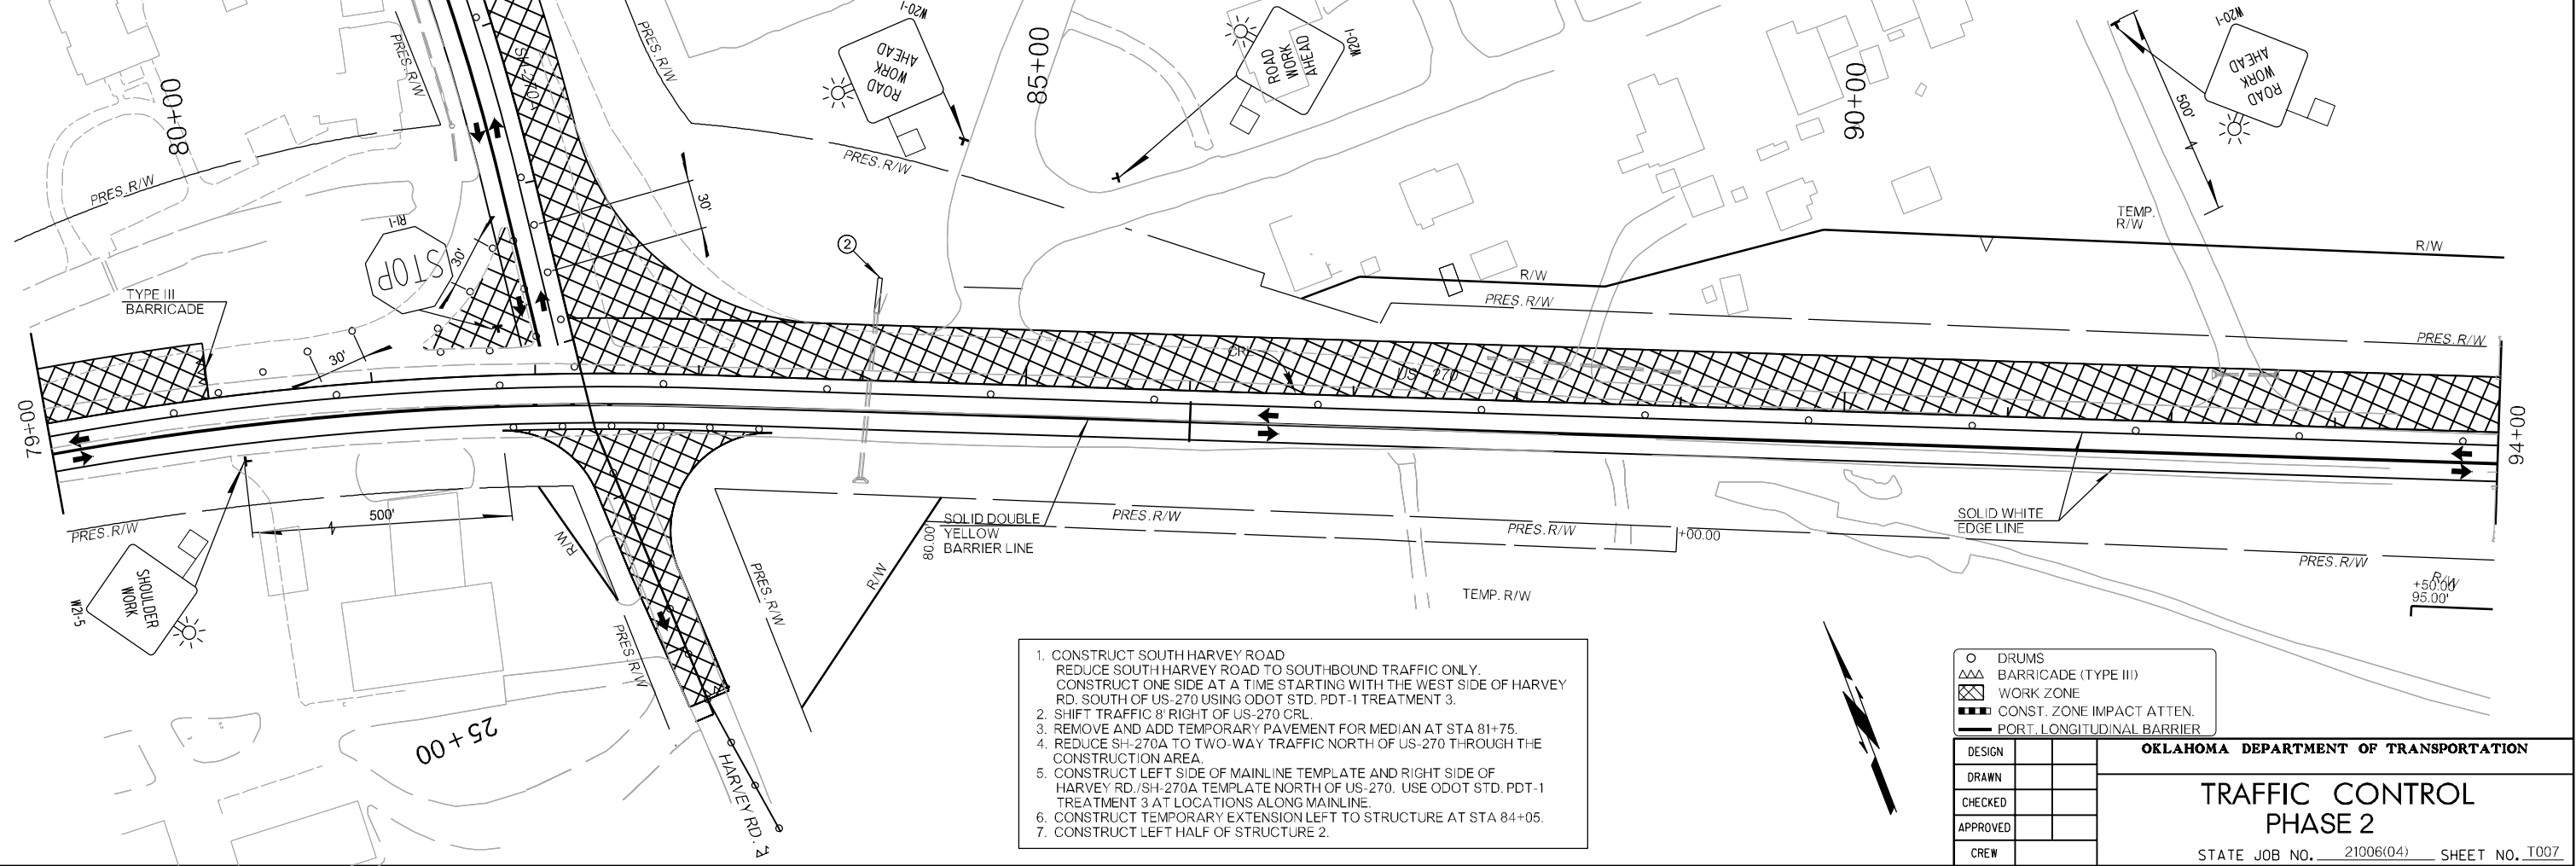 80+00
85+00
90+00
79+00
94+00
25+00
PRES. R/W
PRES. R/W
PRES. R/W
PRES. R/W
W20-1
ROAD
WORK
AHEAD
W20-1
ROAD
WORK
AHEAD
W20-1
ROAD
WORK
AHEAD
500'
30'
30'
30'
R1-1
STOP
2
TYPE III
BARRICADE
TEMP.
R/W
R/W
R/W
PRES. R/W
PRES. R/W
CRL
US-270
500'
PRES. R/W
W21-5
SHOULDER
WORK
R/W
PRES. R/W
PRES. R/W
R/W
80.00'
SOLID DOUBLE
YELLOW
BARRIER LINE
PRES. R/W
PRES. R/W
+00.00
SOLID WHITE
EDGE LINE
PRES. R/W
TEMP. R/W
R/W
+50.00
95.00'
HARVEY RD.
1. CONSTRUCT SOUTH HARVEY ROAD
REDUCE SOUTH HARVEY ROAD TO SOUTHBOUND TRAFFIC ONLY.
CONSTRUCT ONE SIDE AT A TIME STARTING WITH THE WEST SIDE OF HARVEY
RD. SOUTH OF US-270 USING ODOT STD. PDT-1 TREATMENT 3.
2. SHIFT TRAFFIC 8' RIGHT OF US-270 CRL.
3. REMOVE AND ADD TEMPORARY PAVEMENT FOR MEDIAN AT STA 81+75.
4. REDUCE SH-270A TO TWO-WAY TRAFFIC NORTH OF US-270 THROUGH THE
CONSTRUCTION AREA.
5. CONSTRUCT LEFT SIDE OF MAINLINE TEMPLATE AND RIGHT SIDE OF
HARVEY RD./SH-270A TEMPLATE NORTH OF US-270. USE ODOT STD. PDT-1
TREATMENT 3 AT LOCATIONS ALONG MAINLINE.
6. CONSTRUCT TEMPORARY EXTENSION LEFT TO STRUCTURE AT STA 84+05.
7. CONSTRUCT LEFT HALF OF STRUCTURE 2.
DRUMS
BARRICADE (TYPE III)
WORK ZONE
CONST. ZONE IMPACT ATTEN.
PORT. LONGITUDINAL BARRIER
DESIGN
DRAWN
CHECKED
APPROVED
CREW
OKLAHOMA DEPARTMENT OF TRANSPORTATION
TRAFFIC CONTROL
PHASE 2
STATE JOB NO. 21006(04) SHEET NO. T007